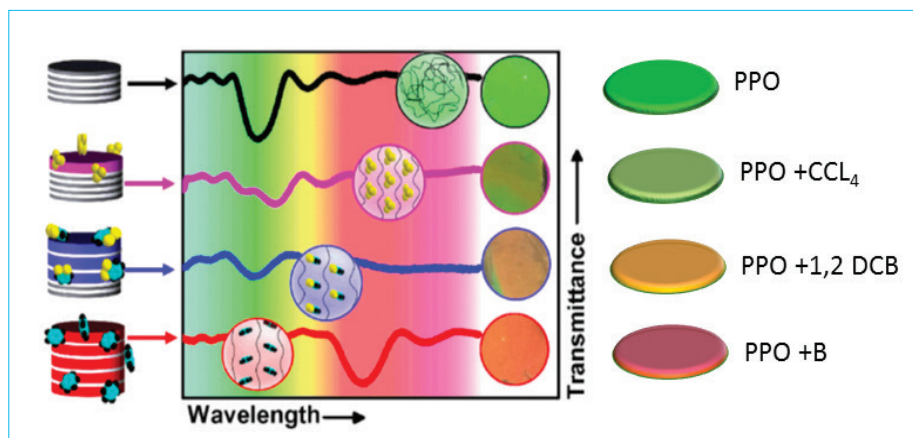 PPO
PPO +CCL4
PPO +1,2 DCB
PPO +B
Transmittance
Wavelength